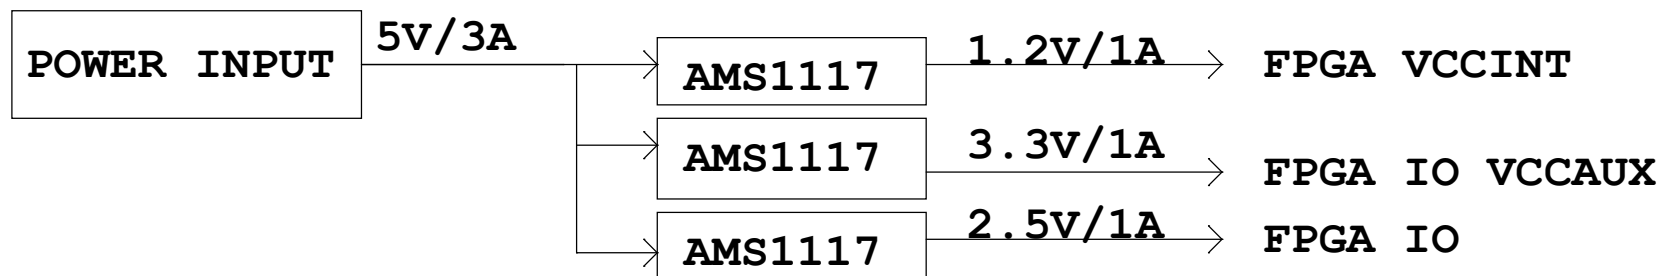 POWER INPUT 5V/3A AMS1117 1.2V/1A FPGA VCCINT
AMS1117 3.3V/1A FPGA IO VCCAUX
AMS1117 2.5V/1A FPGA IO